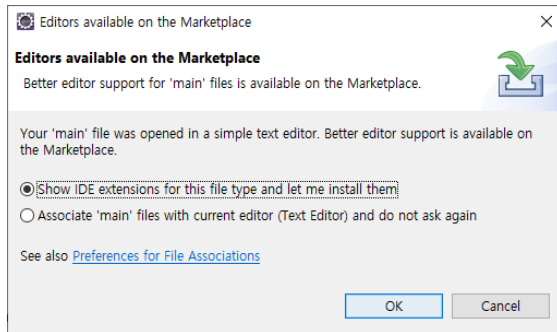 Editors available on the Marketplace
Editors available on the Marketplace
Better editor support for 'main' files is available on the Marketplace.
Your 'main' file was opened in a simple text editor. Better editor support is available on
the Marketplace.
Show IDE extensions for this file type and let me install them
Associate 'main' files with current editor (Text Editor) and do not ask again
See also Preferences for File Associations
OK Cancel